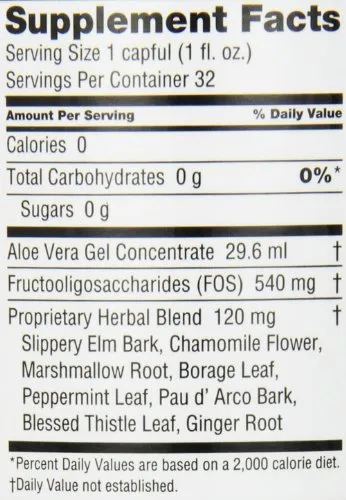 Supplement Facts
Serving Size 1 capful (1 fl. oz.)
Servings Per Container 32
Amount Per Serving % Daily Value
Calories 0
Total Carbohydrates 0 g 0%*
Sugars 0 g
Aloe Vera Gel Concentrate 29.6 ml †
Fructooligosaccharides (FOS) 540 mg †
Proprietary Herbal Blend 120 mg †
Slippery Elm Bark, Chamomile Flower,
Marshmallow Root, Borage Leaf,
Peppermint Leaf, Pau d' Arco Bark,
Blessed Thistle Leaf, Ginger Root
*Percent Daily Values are based on a 2,000 calorie diet.
†Daily Value not established.